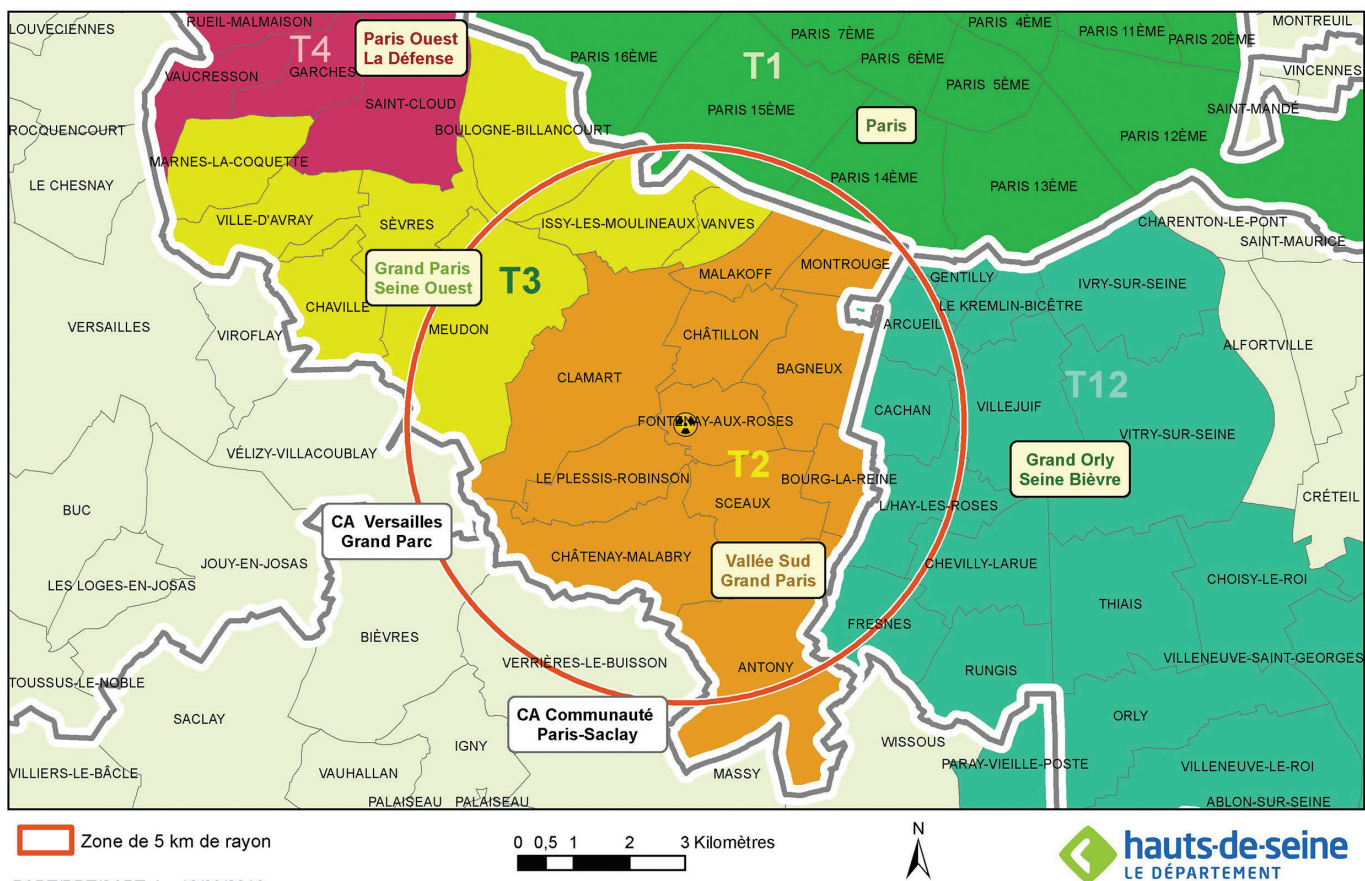 LOUVECIENNES
RUEIL-MALMAISON
T4
Paris Ouest
La Défense
VAUCRESSON
GARCHES
SAINT-CLOUD
ROCQUENCOURT
MARNES-LA-COQUETTE
BOULOGNE-BILLANCOURT
LE CHESNAY
PARIS 16ÈME
PARIS 7ÈME
PARIS 4ÈME
PARIS 11ÈME
PARIS 20ÈME
MONTREUIL
T1
PARIS 6ÈME
PARIS 5ÈME
VINCENNES
PARIS 15ÈME
Paris
SAINT-MANDÉ
PARIS 12ÈME
PARIS 14ÈME
PARIS 13ÈME
VILLE-D'AVRAY
SÈVRES
ISSY-LES-MOULINEAUX
VANVES
CHARENTON-LE-PONT
SAINT-MAURICE
Grand Paris
Seine Ouest
T3
MALAKOFF
MONTROUGE
GENTILLY
IVRY-SUR-SEINE
CHAVILLE
LE KREMLIN-BICÊTRE
VERSAILLES
VIROFLAY
MEUDON
CHÂTILLON
ARCUEIL
ALFORTVILLE
CLAMART
BAGNEUX
T12
CACHAN
VILLEJUIF
FONTENAY-AUX-ROSES
VITRY-SUR-SEINE
VÉLIZY-VILLACOUBLAY
T2
Grand Orly
Seine Bièvre
LE PLESSIS-ROBINSON
BOURG-LA-REINE
CRÉTEIL
BUC
SCEAUX
L'HAY-LES-ROSES
CA Versailles
Grand Parc
JOUY-EN-JOSAS
CHÂTENAY-MALABRY
Vallée Sud
Grand Paris
CHEVILLY-LARUE
LES LOGES-EN-JOSAS
CHOISY-LE-ROI
THIAIS
BIÈVRES
FRESNES
VERRIÈRES-LE-BUISSON
ANTONY
RUNGIS
VILLENEUVE-SAINT-GEORGES
TOUSSUS-LE-NOBLE
SACLAY
CA Communauté
Paris-Saclay
ORLY
IGNY
WISSOUS
VILLIERS-LE-BÂCLE
VAUHALLAN
MASSY
PARAY-VIEILLE-POSTE
VILLENEUVE-LE-ROI
PALAISEAU
PALAISEAU
ABLON-SUR-SEINE
Zone de 5 km de rayon
0 0,5 1 2 3 Kilomètres
N
hauts-de-seine
LE DÉPARTEMENT